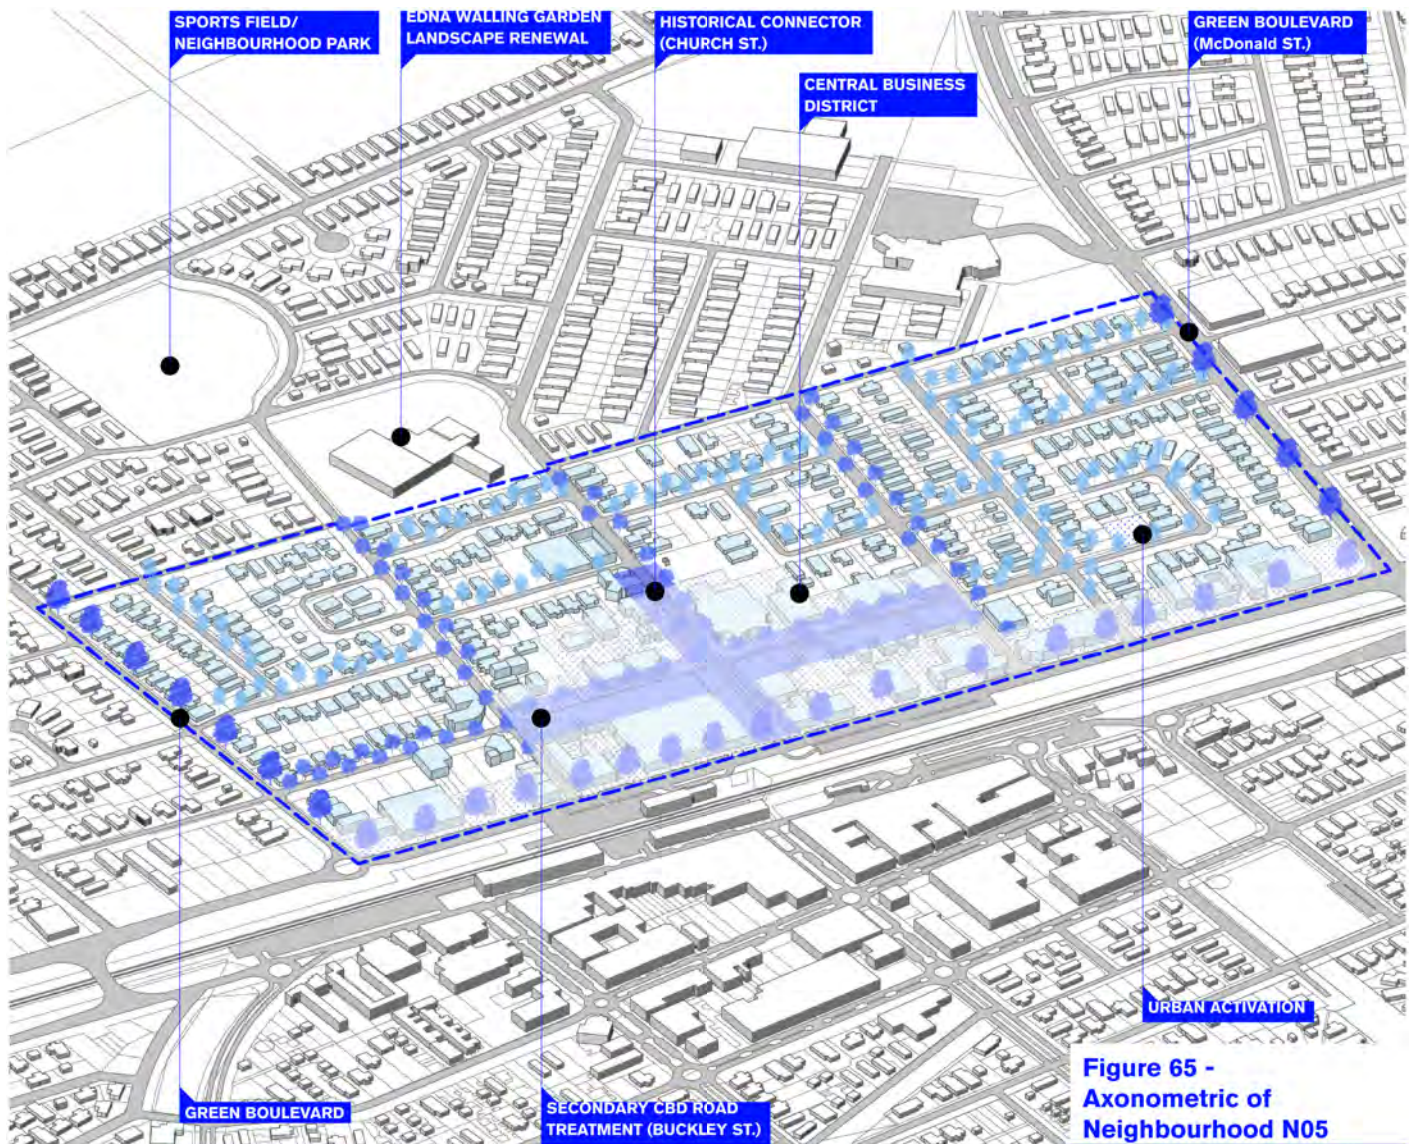 SPORTS FIELD/
NEIGHBOURHOOD PARK
EDNA WALLING GARDEN
LANDSCAPE RENEWAL
HISTORICAL CONNECTOR
(CHURCH ST.)
CENTRAL BUSINESS
DISTRICT
GREEN BOULEVARD
(McDonald ST.)
URBAN ACTIVATION
GREEN BOULEVARD
SECONDARY CBD ROAD
TREATMENT (BUCKLEY ST.)
Figure 65 -
Axonometric of
Neighbourhood N05